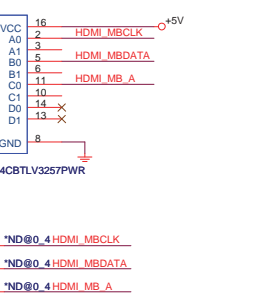 VCC 16 +5V
A0 2 HDMI_MBCLK
A1 3
B0 5 HDMI_MBDATA
B1 6
C0 11 HDMI_MB_A
C1 10
D0 14
D1 13
GND 8
4CBTLV3257PWR
*ND@0_4 HDMI_MBCLK
*ND@0_4 HDMI_MBDATA
*ND@0_4 HDMI_MB_A